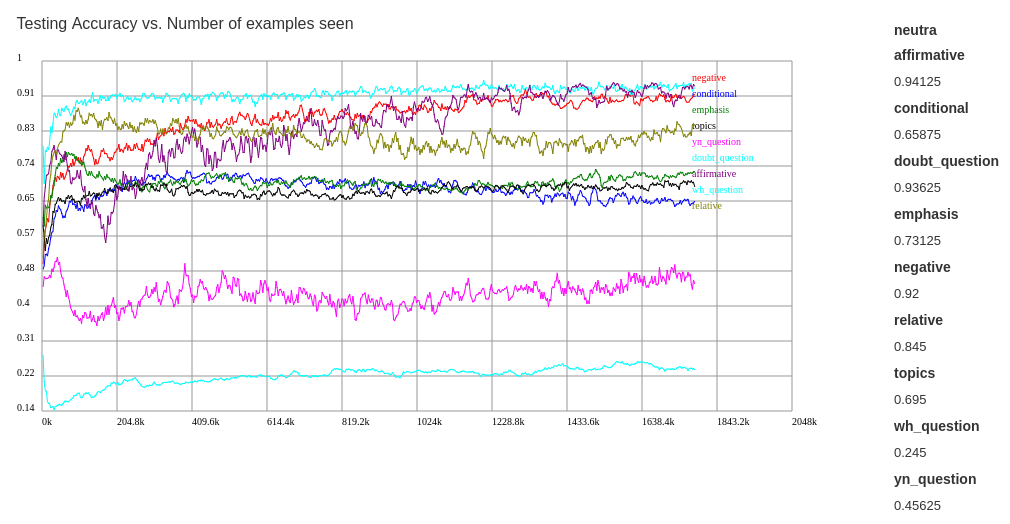 Testing Accuracy vs. Number of examples seen
1
0.91
0.83
0.74
0.65
0.57
0.48
0.4
0.31
0.22
0.14
0k
204.8k
409.6k
614.4k
819.2k
1024k
1228.8k
1433.6k
1638.4k
1843.2k
2048k
negative
conditional
emphasis
topics
yn_question
doubt_question
affirmative
wh_question
relative
neutra
affirmative
0.94125
conditional
0.65875
doubt_question
0.93625
emphasis
0.73125
negative
0.92
relative
0.845
topics
0.695
wh_question
0.245
yn_question
0.45625